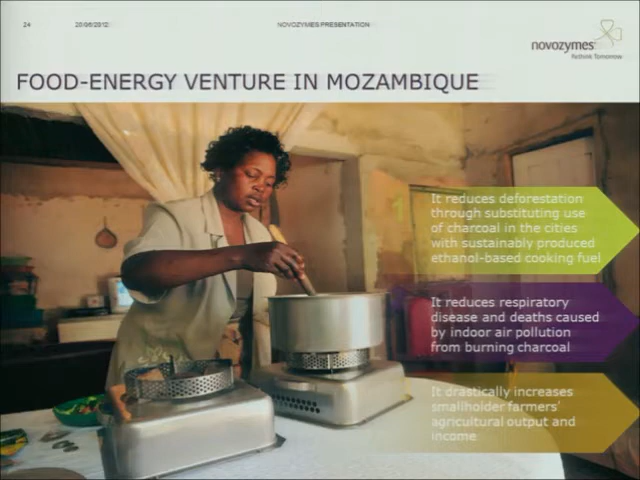 24
20/06/2012
NOVOZYMES PRESENTATION
novozymes
Rethink Tomorrow
FOOD-ENERGY VENTURE IN MOZAMBIQUE
1
It reduces deforestation
through substituting use
of charcoal in the cities
with sustainably produced
ethanol-based cooking fuel
It reduces respiratory
disease and deaths caused
by indoor air pollution
from burning charcoal
It drastically increases
smallholder farmers'
agricultural output and
income